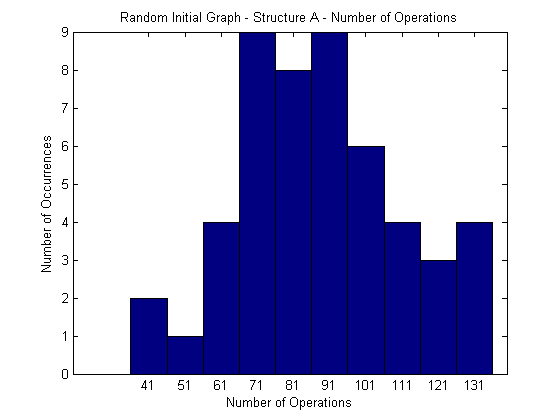 Random Initial Graph - Structure A - Number of Operations
9
8
7
6
5
4
3
2
1
0
Number of Occurrences
41 51 61 71 81 91 101 111 121 131
Number of Operations